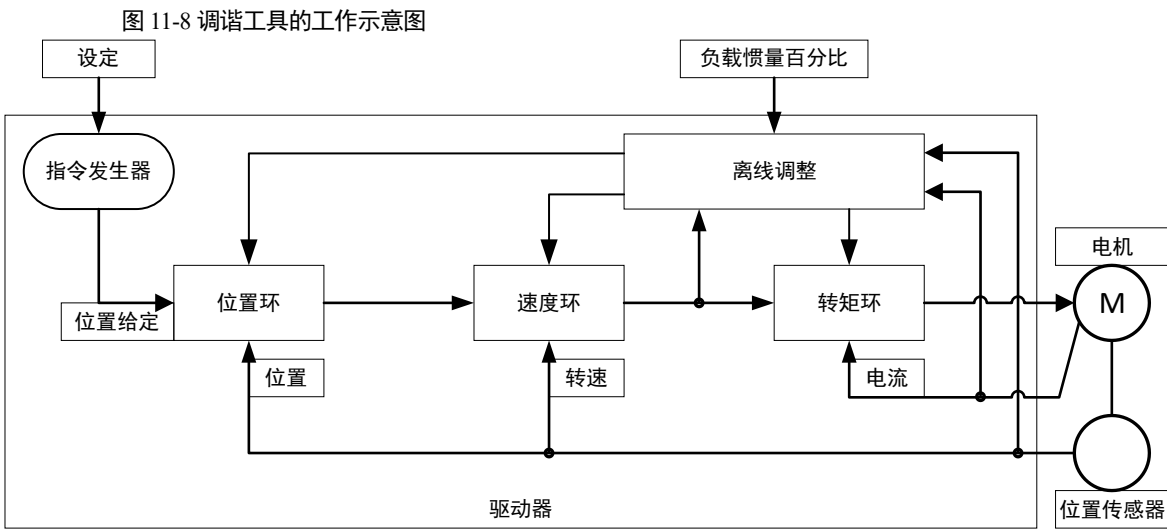 图 11-8 调谐工具的工作示意图
设定
负载惯量百分比
指令发生器
离线调整
电机
位置给定
位置环
速度环
转矩环
M
位置
转速
电流
驱动器
位置传感器